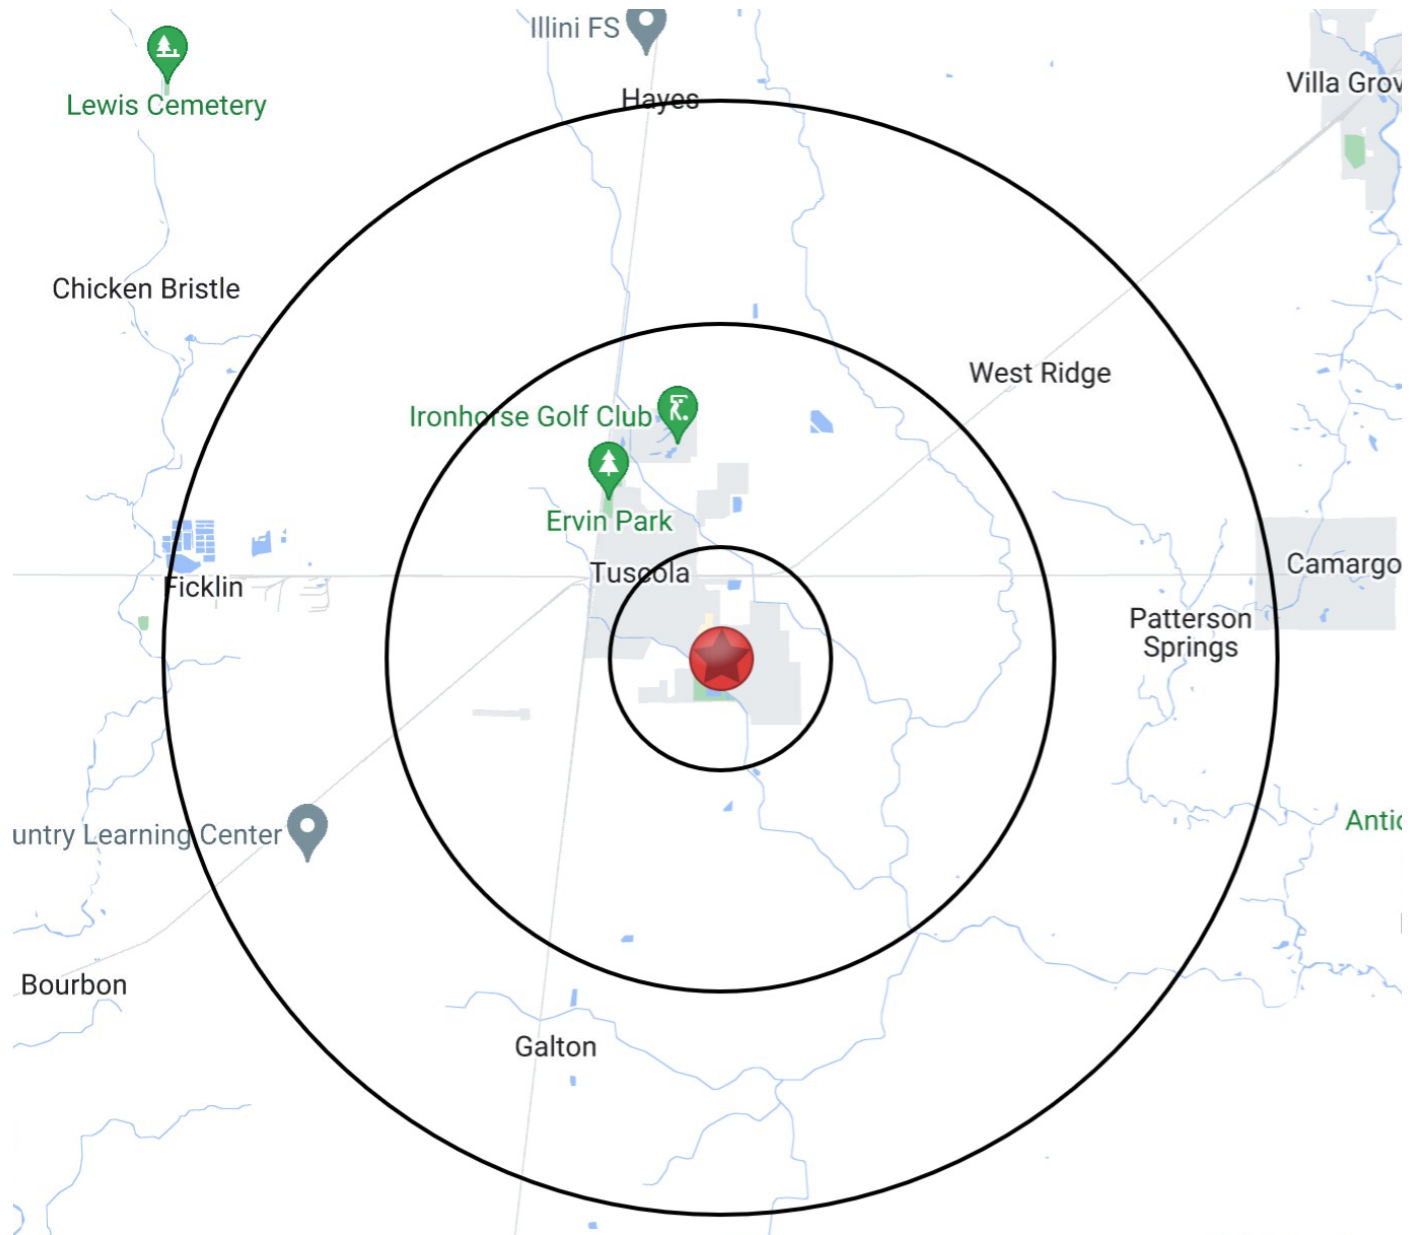 Illini FS
Hayes
Villa Grov
Lewis Cemetery
Chicken Bristle
West Ridge
Ironhorse Golf Club
Ervin Park
Tuscola
Camargo
Ficklin
Patterson
Springs
Antic
untry Learning Center
Bourbon
Galton